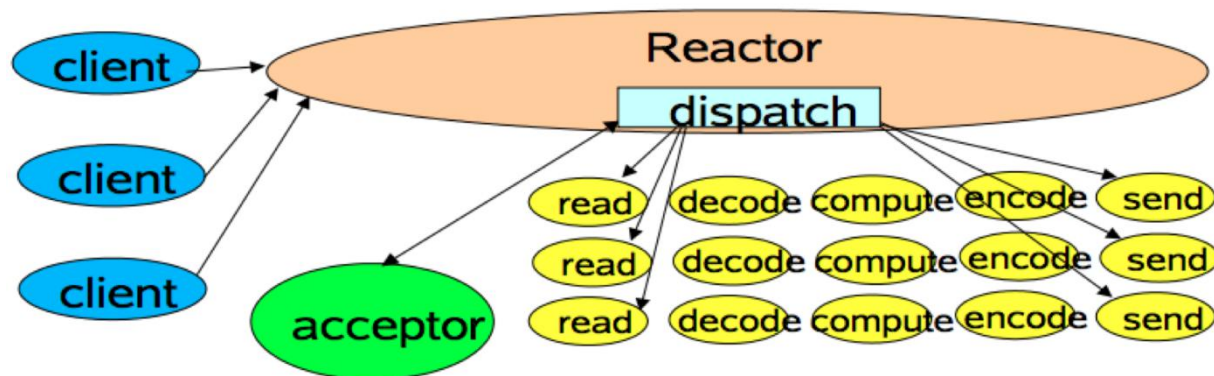 Reactor
dispatch
client
client
client
acceptor
read decode compute encode send
read decode compute encode send
read decode compute encode send